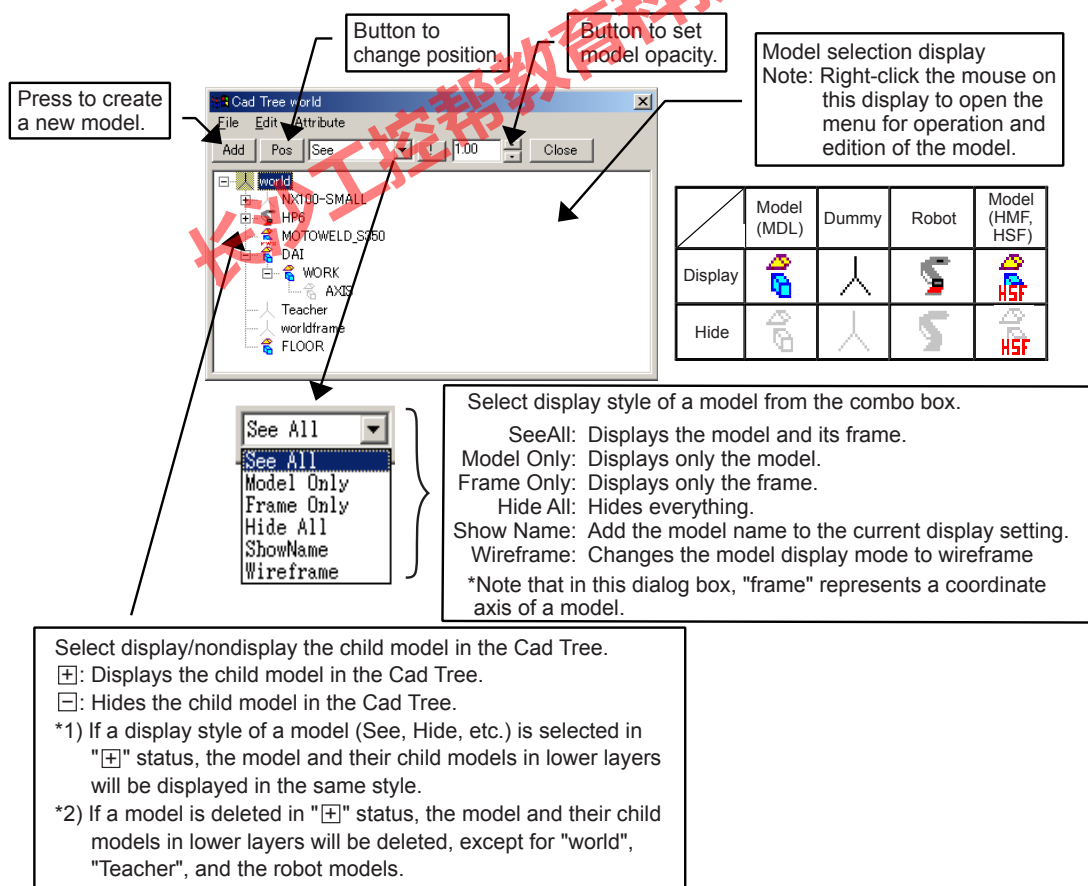 Button to
change position.
Button to set
model opacity.
Model selection display
Note: Right-click the mouse on
this display to open the
menu for operation and
edition of the model.
Press to create
a new model.
Cad Tree world
File Edit Attribute
Add Pos See ! 1.00 Close
world
NX100-SMALL
HP6
MOTOWELD_S350
DAI
WORK
AXIS
Teacher
worldframe
FLOOR
长沙工控帮教育科
Model
(MDL)
Dummy
Robot
Model
(HMF,
HSF)
Display
HSF
Hide
HSF
See All
See All
Model Only
Frame Only
Hide All
ShowName
Wireframe
Select display style of a model from the combo box.
SeeAll: Displays the model and its frame.
Model Only: Displays only the model.
Frame Only: Displays only the frame.
Hide All: Hides everything.
Show Name: Add the model name to the current display setting.
Wireframe: Changes the model display mode to wireframe
*Note that in this dialog box, "frame" represents a coordinate
axis of a model.
Select display/nondisplay the child model in the Cad Tree.
⊞: Displays the child model in the Cad Tree.
⊟: Hides the child model in the Cad Tree.
*1) If a display style of a model (See, Hide, etc.) is selected in
"⊞" status, the model and their child models in lower layers
will be displayed in the same style.
*2) If a model is deleted in "⊞" status, the model and their child
models in lower layers will be deleted, except for "world",
"Teacher", and the robot models.